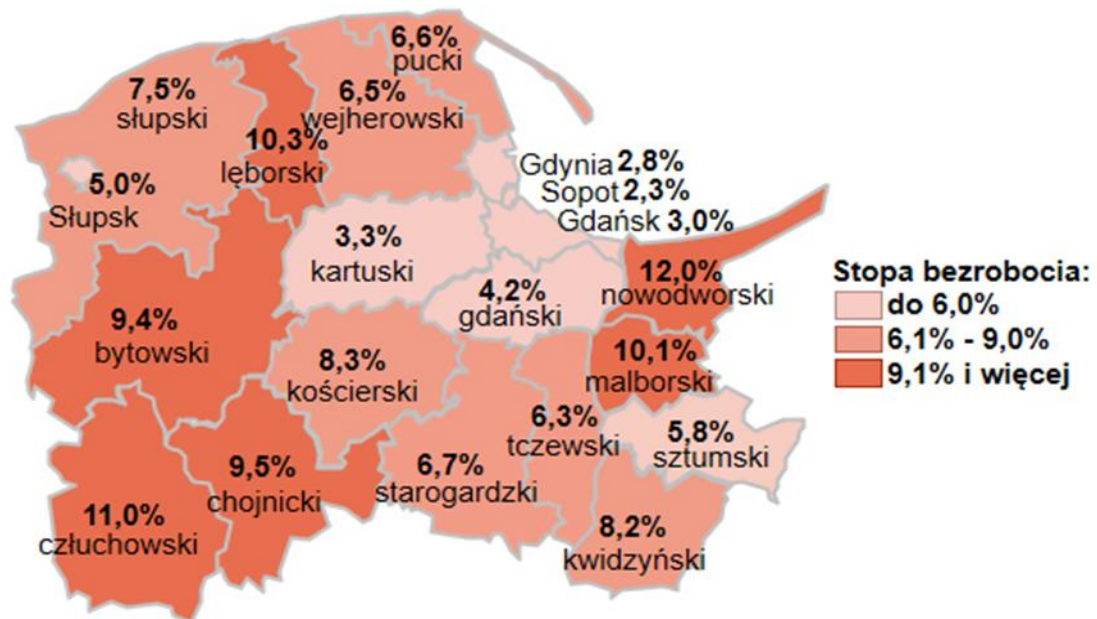 6,6%
pucki
7,5%
słupski
6,5%
wejherowski
10,3%
lęborski
5,0%
Słupsk
Gdynia 2,8%
Sopot 2,3%
Gdańsk 3,0%
3,3%
kartuski
4,2%
gdański
12,0%
nowodworski
9,4%
bytowski
8,3%
kościerski
10,1%
malborski
6,3%
tczewski
5,8%
sztumski
9,5%
chojnicki
6,7%
starogardzki
11,0%
człuchowski
8,2%
kwidzyński
Stopa bezrobocia:
do 6,0%
6,1% - 9,0%
9,1% i więcej